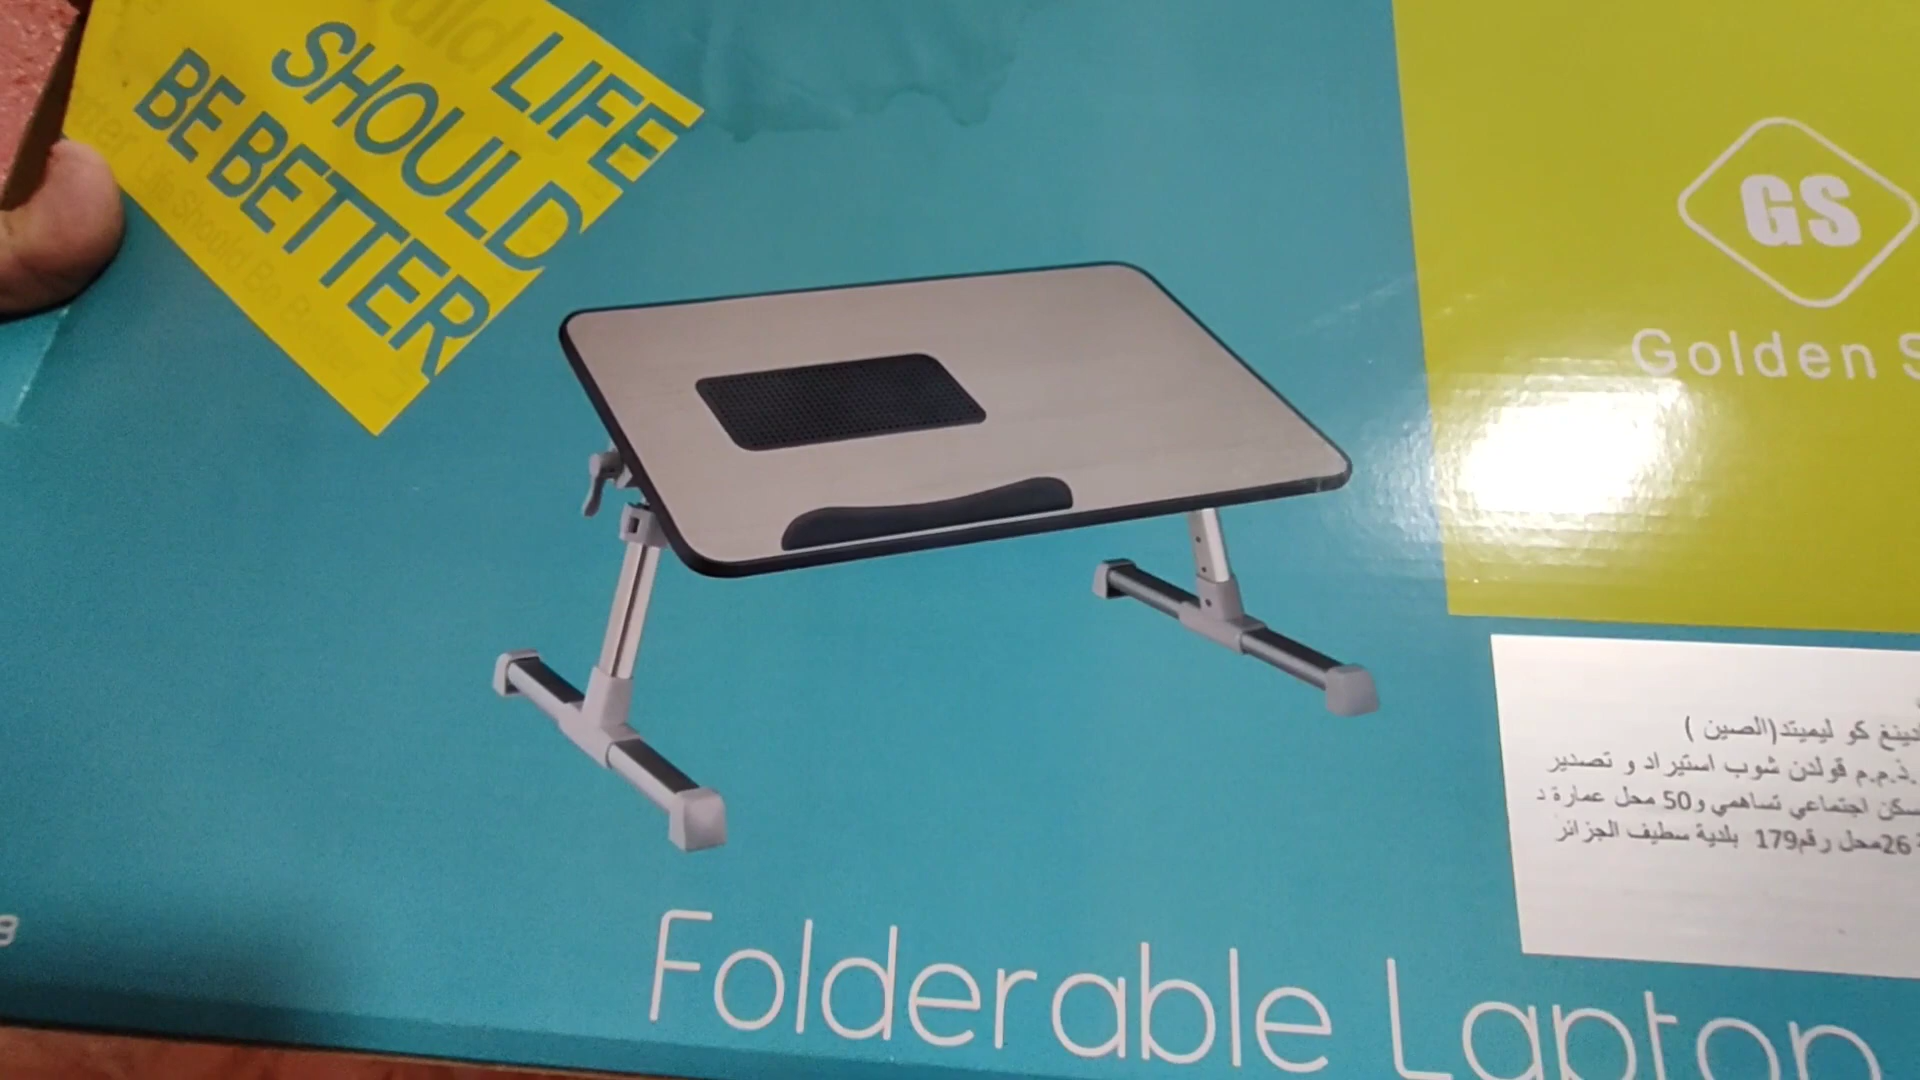 LIFE
SHOULD
BE BETTER
Life Should Be Better
GS
Golden
كو ليميتد(الصين )
ذ.م.م قولدن شوب استيراد و تصدير
سكن اجتماعي تساهمي و50 محل عمارة د
26محل رقم179 بلدية سطيف الجزائر
Folderable Laptop